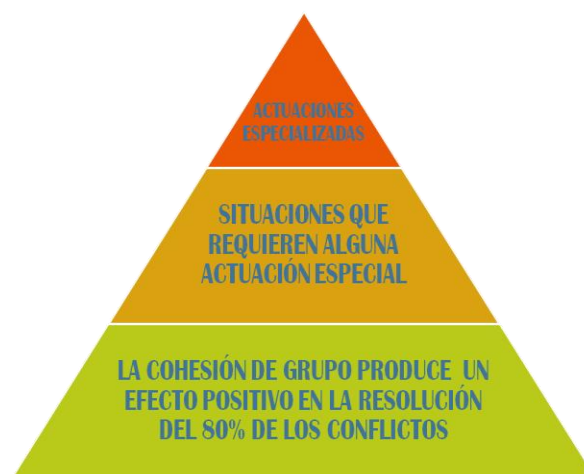 ACTUACIONES
ESPECIALIZADAS
SITUACIONES QUE
REQUIEREN ALGUNA
ACTUACIÓN ESPECIAL
LA COHESIÓN DE GRUPO PRODUCE UN
EFECTO POSITIVO EN LA RESOLUCIÓN
DEL 80% DE LOS CONFLICTOS